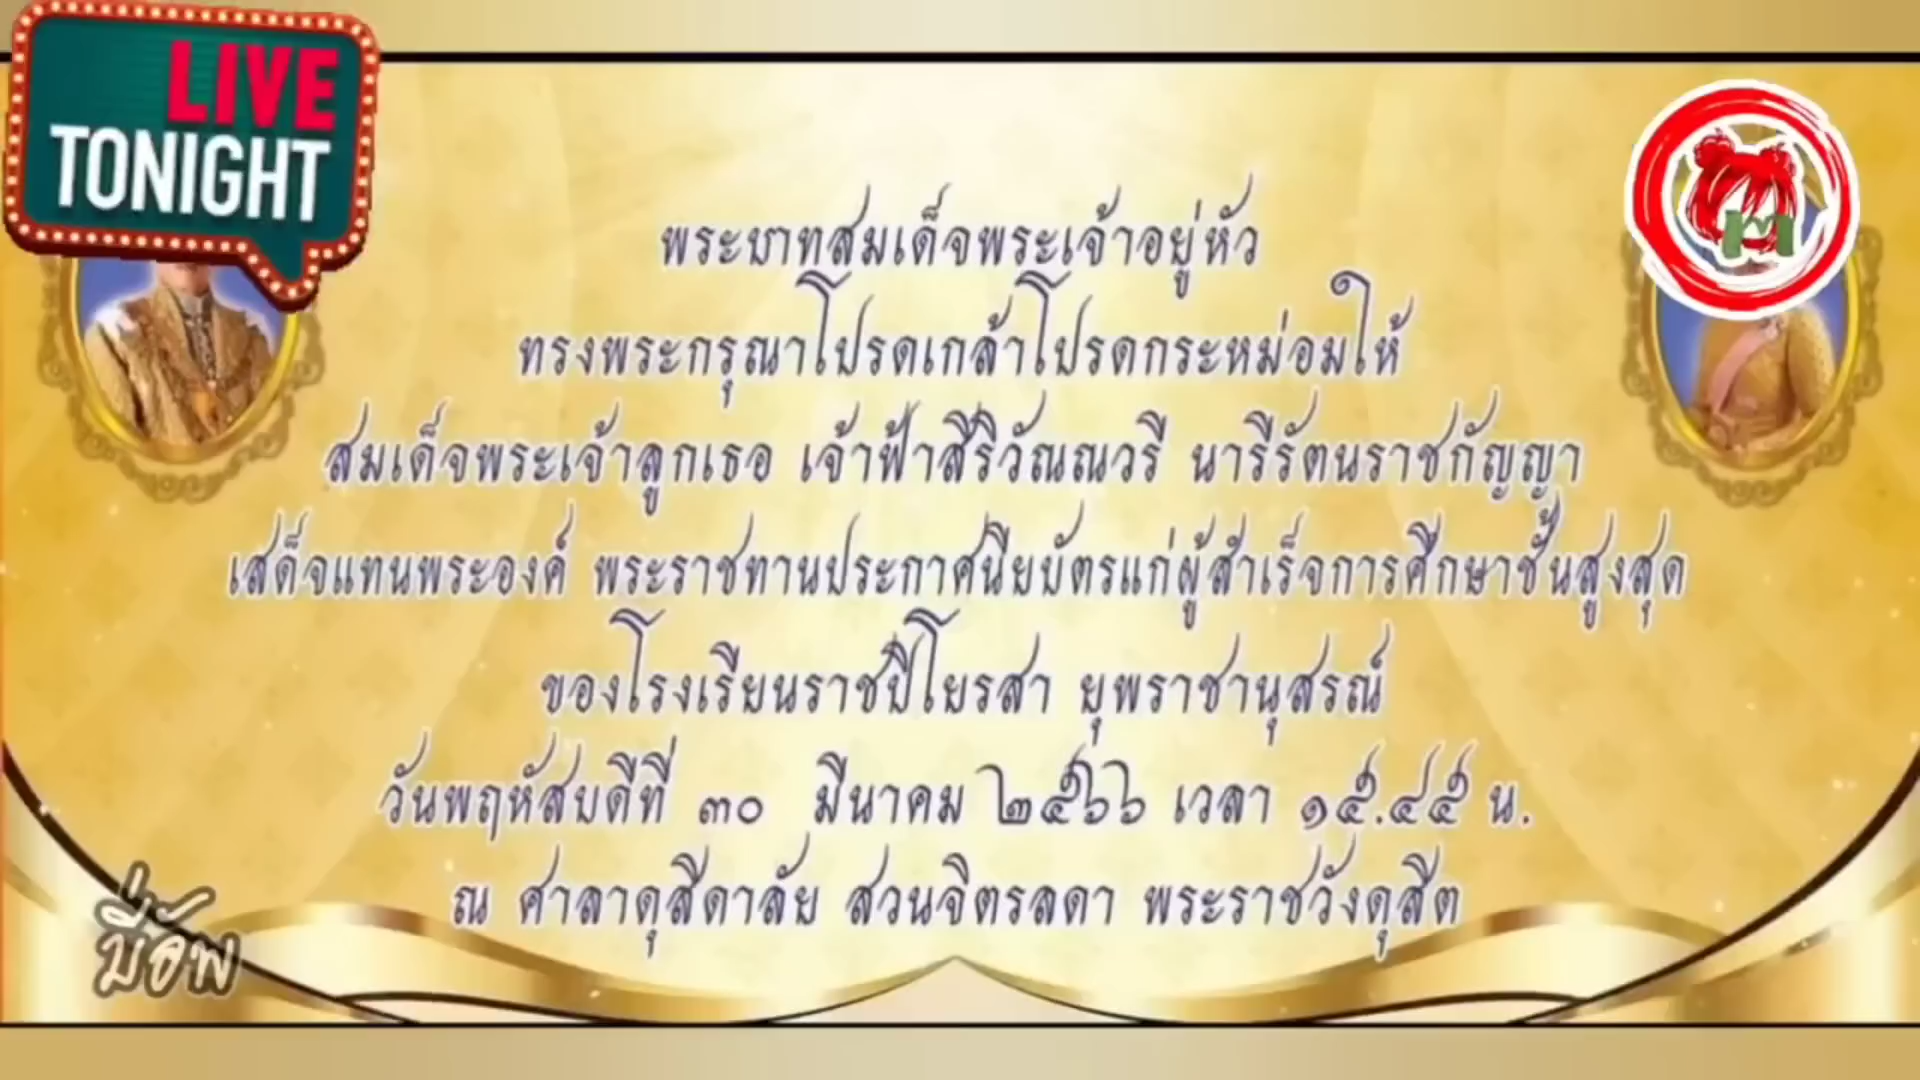 LIVE
TONIGHT
พระบาทสมเด็จพระเจ้าอยู่หัว
ทรงพระกรุณาโปรดเกล้าโปรดกระหม่อมให้
สมเด็จพระเจ้าลูกเธอ เจ้าฟ้าสิริวัณณวรี นารีรัตนราชกัญญา
เสด็จแทนพระองค์ พระราชทานประกาศนียบัตรแก่ผู้สำเร็จการศึกษาชั้นสูงสุด
ของโรงเรียนราชปิโยรสา ยุพราชานุสรณ์
วันพฤหัสบดีที่ ๓๐ มีนาคม ๒๕๖๖ เวลา ๑๕.๔๕ น.
ณ ศาลาดุสิดาลัย สวนจิตรลดา พระราชวังดุสิต